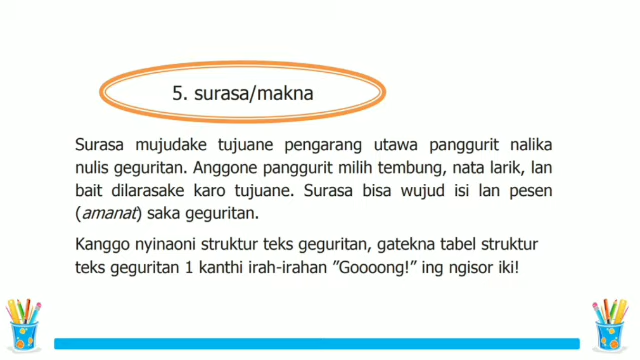 5. surasa/makna
Surasa mujudake tujuane pengarang utawa panggurit nalika
nulis geguritan. Anggone panggurit milih tembung, nata larik, lan
bait dilarasake karo tujuane. Surasa bisa wujud isi lan pesen
(amanat) saka geguritan.
Kanggo nyinaoni struktur teks geguritan, gatekna tabel struktur
teks geguritan 1 kanthi irah-irahan ”Goooong!” ing ngisor iki!